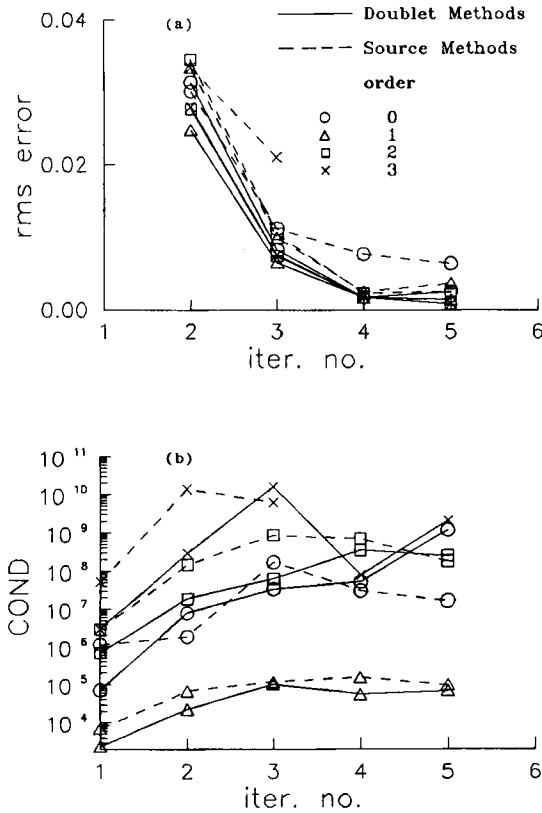 0.04
(a)
Doublet Methods
Source Methods
order
0
1
2
3
rms error
0.02
0.00
1 2 3 4 5 6
iter. no.
10 11
(b)
10 10
10 9
10 8
COND
10 7
10 6
10 5
10 4
1 2 3 4 5 6
iter. no.